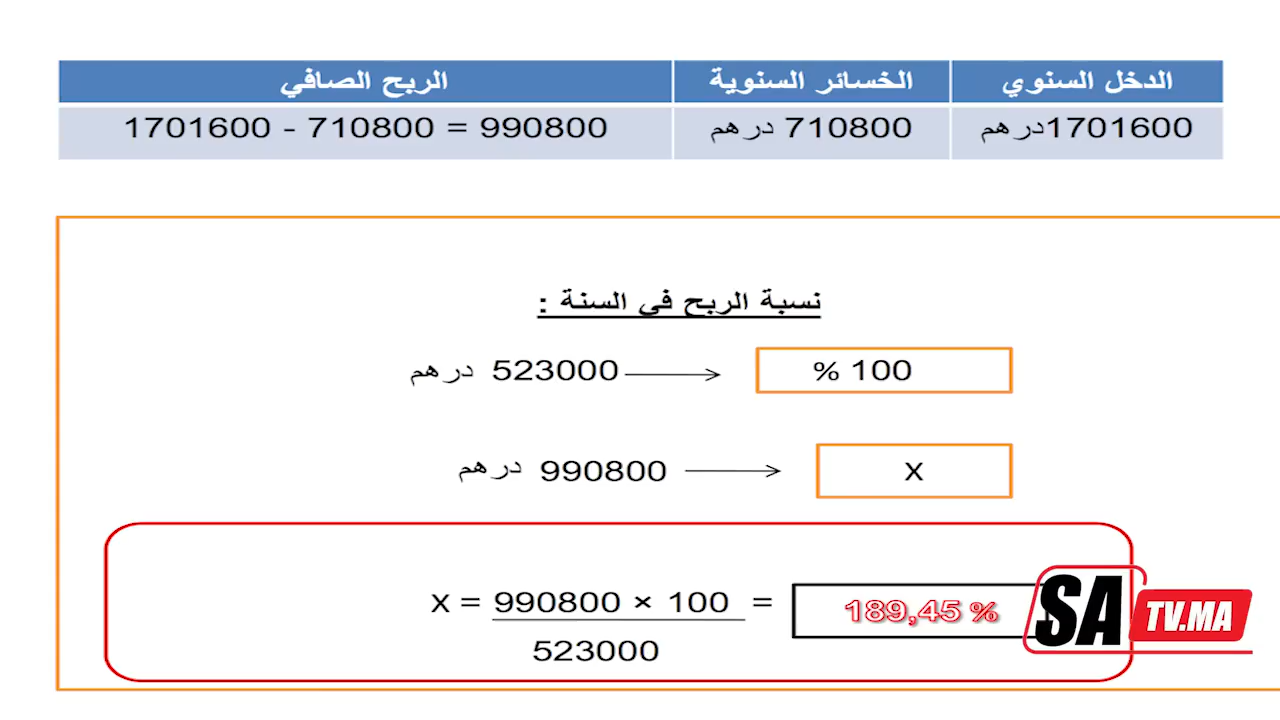 الدخل السنوي الخسائر السنوية الربح الصافي
1701600درهم 710800 درهم 1701600 - 710800 = 990800
نسبة الربح في السنة :
523000 درهم → % 100
990800 درهم → x
x = 990800 × 100 = 189,45 %
523000
SA TV.MA